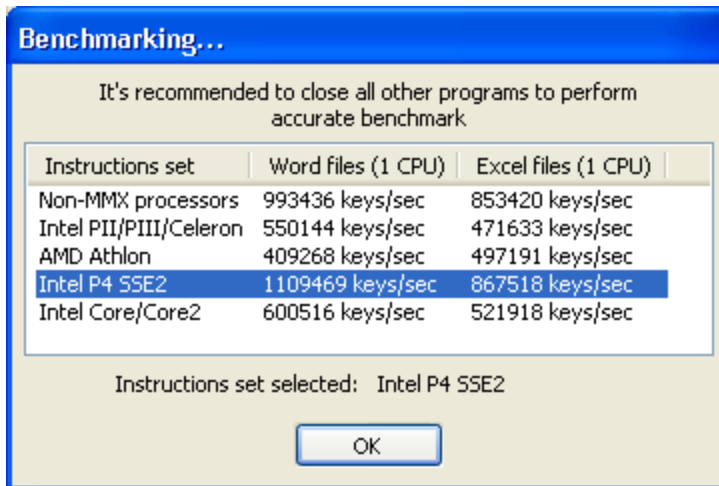 Benchmarking...
It's recommended to close all other programs to perform
accurate benchmark
Instructions set Word files (1 CPU) Excel files (1 CPU)
Non-MMX processors 993436 keys/sec 853420 keys/sec
Intel PII/PIII/Celeron 550144 keys/sec 471633 keys/sec
AMD Athlon 409268 keys/sec 497191 keys/sec
Intel P4 SSE2 1109469 keys/sec 867518 keys/sec
Intel Core/Core2 600516 keys/sec 521918 keys/sec
Instructions set selected: Intel P4 SSE2
OK